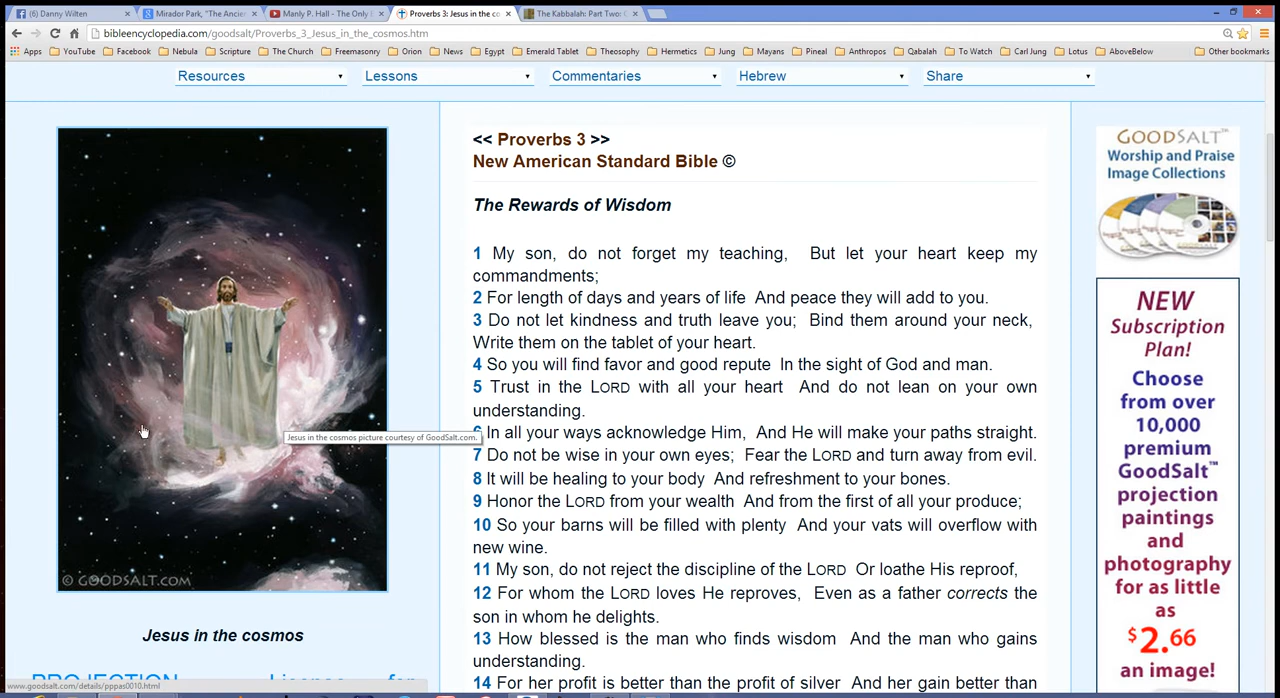 (6) Danny Wilten
Mirador Park, "The Ancien
Manly P. Hall - The Only I
Proverbs 3: Jesus in the co
The Kabbalah: Part Two: C
bibleencyclopedia.com/goodsalt/Proverbs_3_Jesus_in_the_cosmos.htm
Apps YouTube Facebook Nebula Scripture The Church Freemasonry Orion News Egypt Emerald Tablet Theosophy Hermetics Jung Mayans Pineal Anthropos Qabalah To Watch Carl Jung Lotus AboveBelow Other bookmarks
Resources Lessons Commentaries Hebrew Share
© GOODSALT.COM
Jesus in the cosmos
Jesus in the cosmos picture courtesy of GoodSalt.com.
www.goodsalt.com/details/pppas0010.html
<< Proverbs 3 >>
New American Standard Bible ©
The Rewards of Wisdom
1 My son, do not forget my teaching, But let your heart keep my
commandments;
2 For length of days and years of life And peace they will add to you.
3 Do not let kindness and truth leave you; Bind them around your neck,
Write them on the tablet of your heart.
4 So you will find favor and good repute In the sight of God and man.
5 Trust in the LORD with all your heart And do not lean on your own
understanding.
6 In all your ways acknowledge Him, And He will make your paths straight.
7 Do not be wise in your own eyes; Fear the LORD and turn away from evil.
8 It will be healing to your body And refreshment to your bones.
9 Honor the LORD from your wealth And from the first of all your produce;
10 So your barns will be filled with plenty And your vats will overflow with
new wine.
11 My son, do not reject the discipline of the LORD Or loathe His reproof,
12 For whom the LORD loves He reproves, Even as a father corrects the
son in whom he delights.
13 How blessed is the man who finds wisdom And the man who gains
understanding.
14 For her profit is better than the profit of silver And her gain better than
GOODSALT™
Worship and Praise
Image Collections
NEW
Subscription
Plan!
Choose
from over
10,000
premium
GoodSalt™
projection
paintings
and
photography
for as little
as
$2.66
an image!